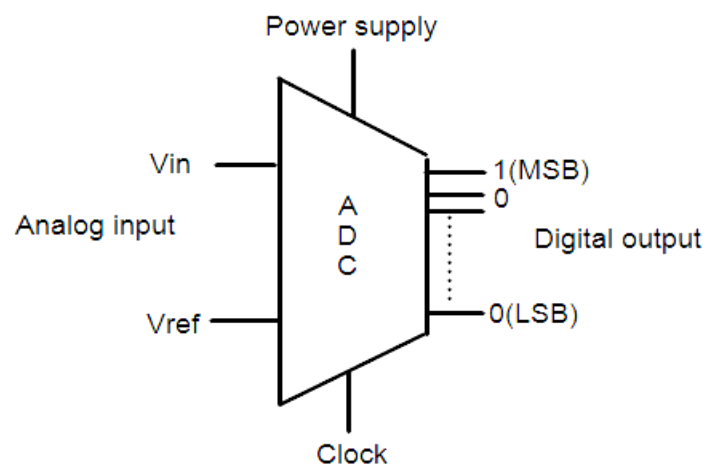 Power supply
Vin
1(MSB)
0
A
D
C
Analog input
Digital output
Vref
0(LSB)
Clock